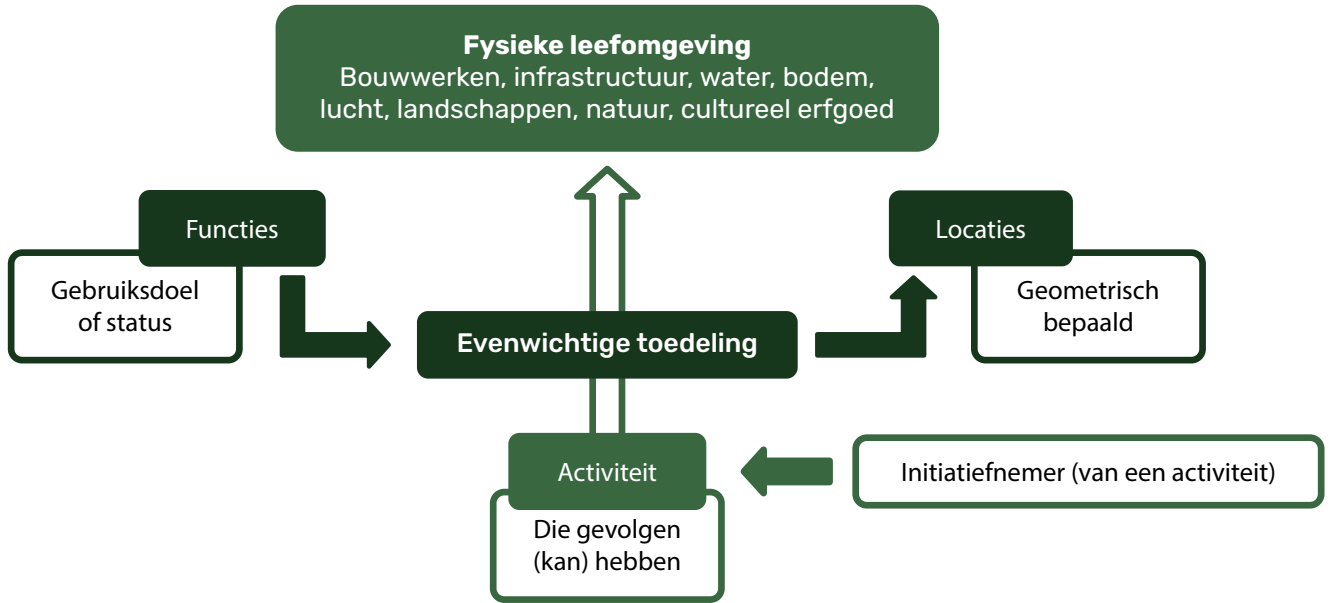 Fysieke leefomgeving
Bouwwerken, infrastructuur, water, bodem,
lucht, landschappen, natuur, cultureel erfgoed
Functies
Gebruiksdoel
of status
Locaties
Geometrisch
bepaald
Evenwichtige toedeling
Activiteit
Die gevolgen
(kan) hebben
Initiatiefnemer (van een activiteit)